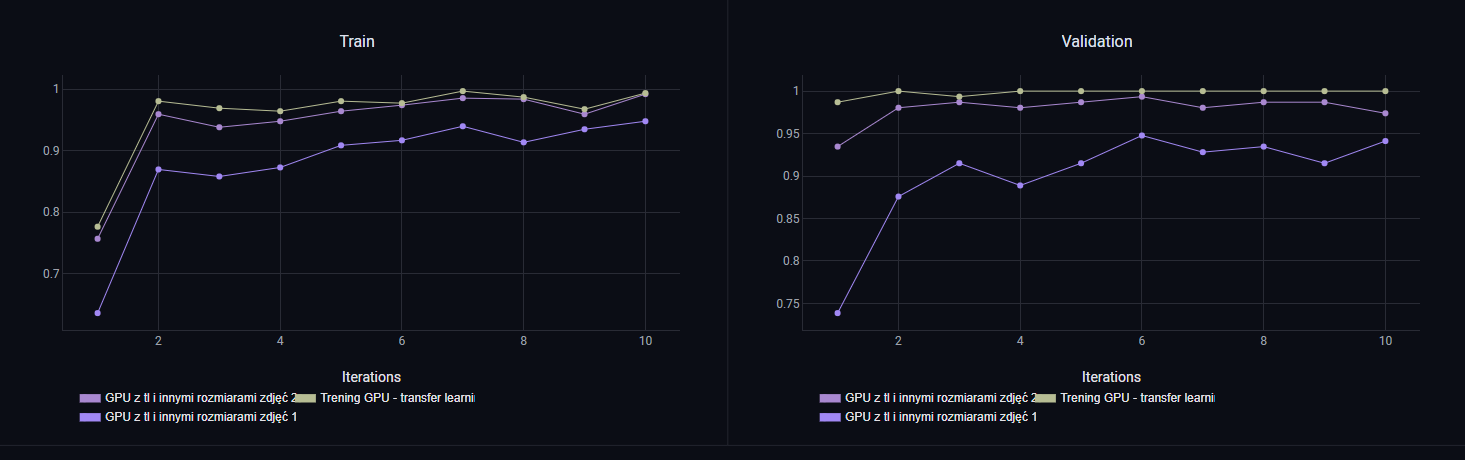 Train
1
0.9
0.8
0.7
2 4 6 8 10
Iterations
GPU z tl i innymi rozmiarami zdjęć 2 Trening GPU - transfer learni
GPU z tl i innymi rozmiarami zdjęć 1
Validation
1
0.95
0.9
0.85
0.8
0.75
2 4 6 8 10
Iterations
GPU z tl i innymi rozmiarami zdjęć 2 Trening GPU - transfer learni
GPU z tl i innymi rozmiarami zdjęć 1